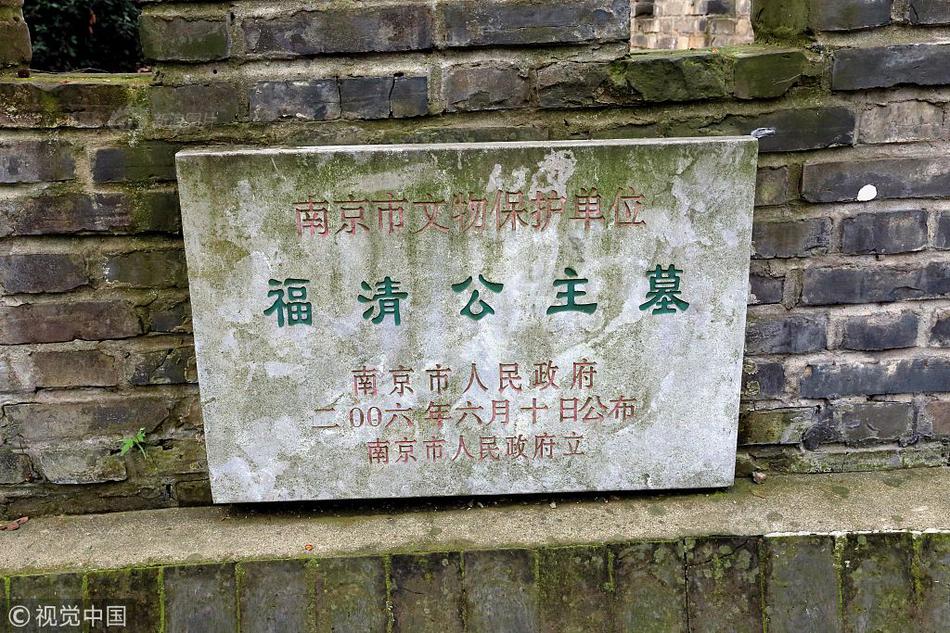 南京市文物保护单位
福清公主墓
南京市人民政府
二00六年六月十日公布
南京市人民政府立
©视觉中国